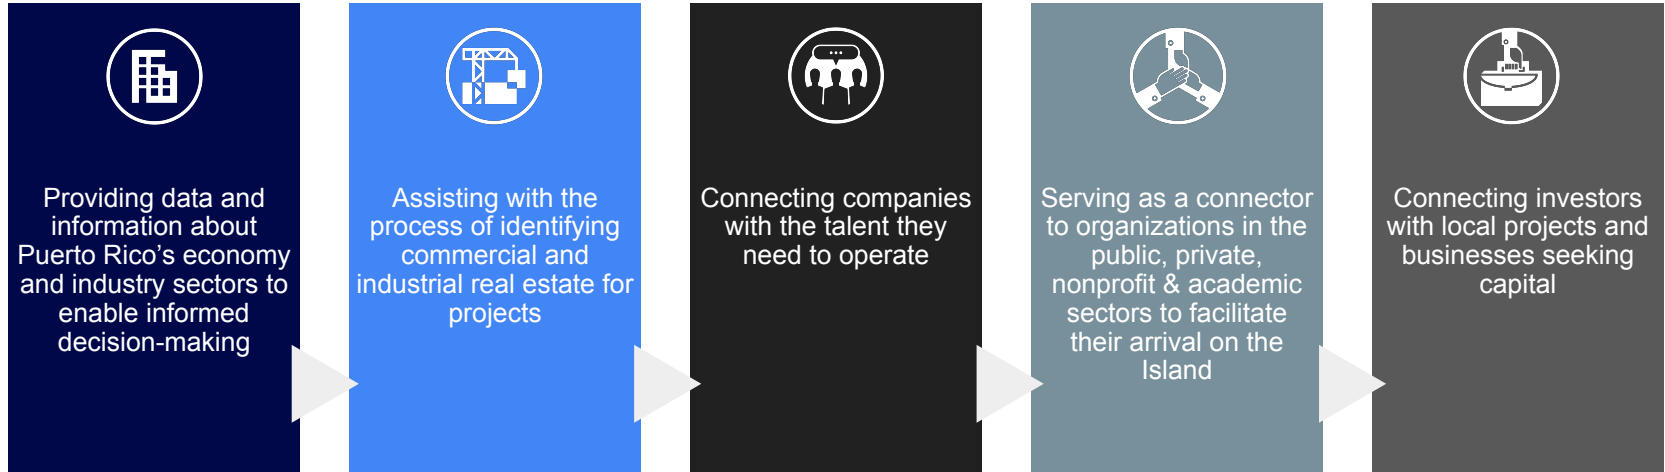 Providing data and
information about
Puerto Rico’s economy
and industry sectors to
enable informed
decision-making
Assisting with the
process of identifying
commercial and
industrial real estate for
projects
Connecting companies
with the talent they
need to operate
Serving as a connector
to organizations in the
public, private,
nonprofit & academic
sectors to facilitate
their arrival on the
Island
Connecting investors
with local projects and
businesses seeking
capital